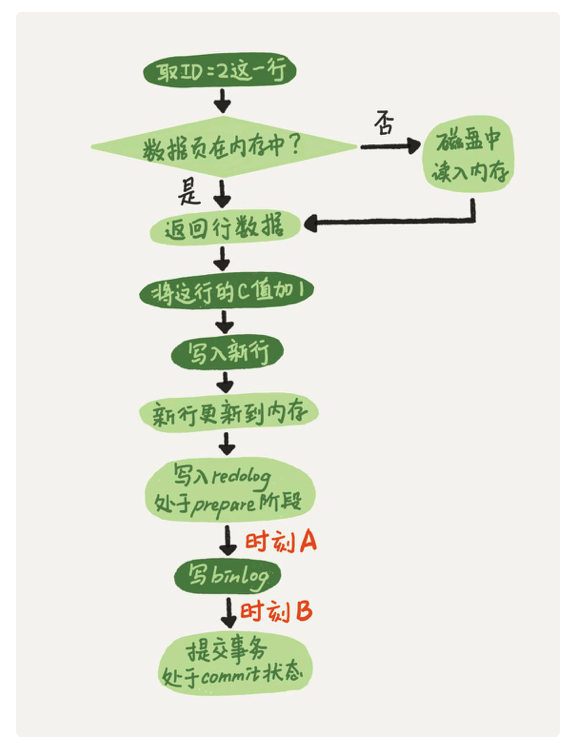 取ID=2这一行
数据页在内存中?
否
磁盘中
读入内存
是
返回行数据
将这行的C值加1
写入新行
新行更新到内存
写入redolog
处于prepare阶段
时刻A
写binlog
时刻B
提交事务
处于commit状态